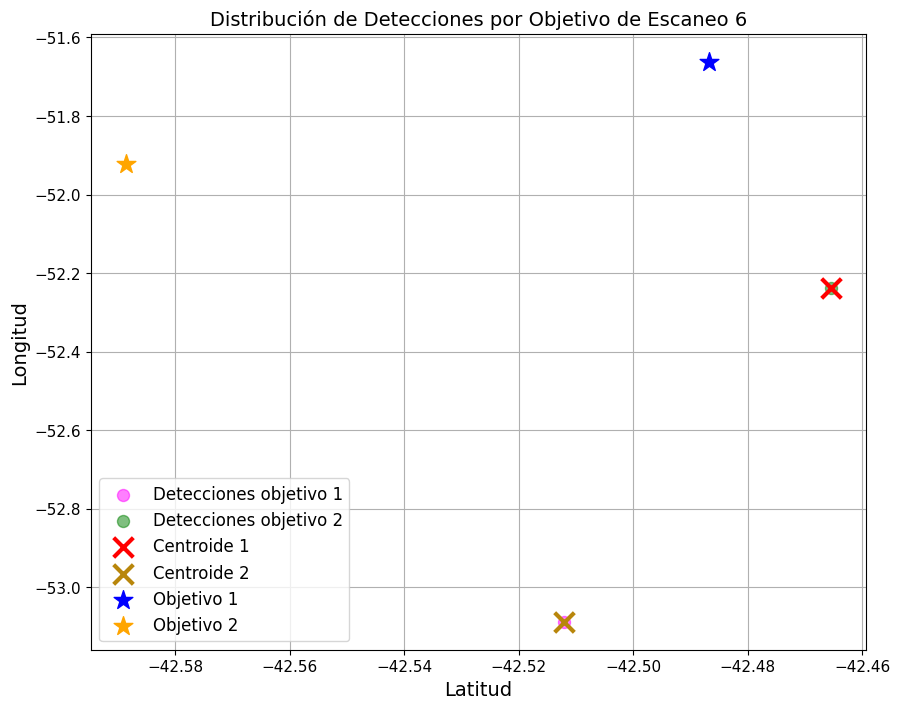 Distribución de Detecciones por Objetivo de Escaneo 6
−51.6
−51.8
−52.0
−52.2
−52.4
−52.6
−52.8
−53.0
Longitud
Detecciones objetivo 1
Detecciones objetivo 2
Centroide 1
Centroide 2
Objetivo 1
Objetivo 2
−42.58 −42.56 −42.54 −42.52 −42.50 −42.48 −42.46
Latitud